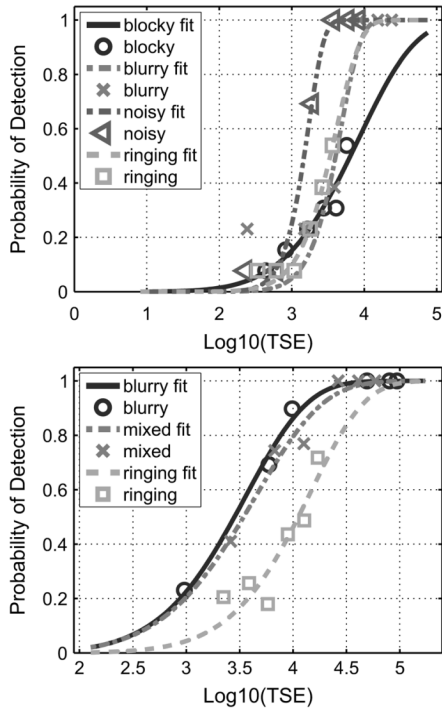 1
0.8
0.6
0.4
0.2
0
Probability of Detection
blocky fit
blocky
blurry fit
blurry
noisy fit
noisy
ringing fit
ringing
0 1 2 3 4 5
Log10(TSE)
1
0.8
0.6
0.4
0.2
0
Probability of Detection
blurry fit
blurry
mixed fit
mixed
ringing fit
ringing
2 2.5 3 3.5 4 4.5 5
Log10(TSE)